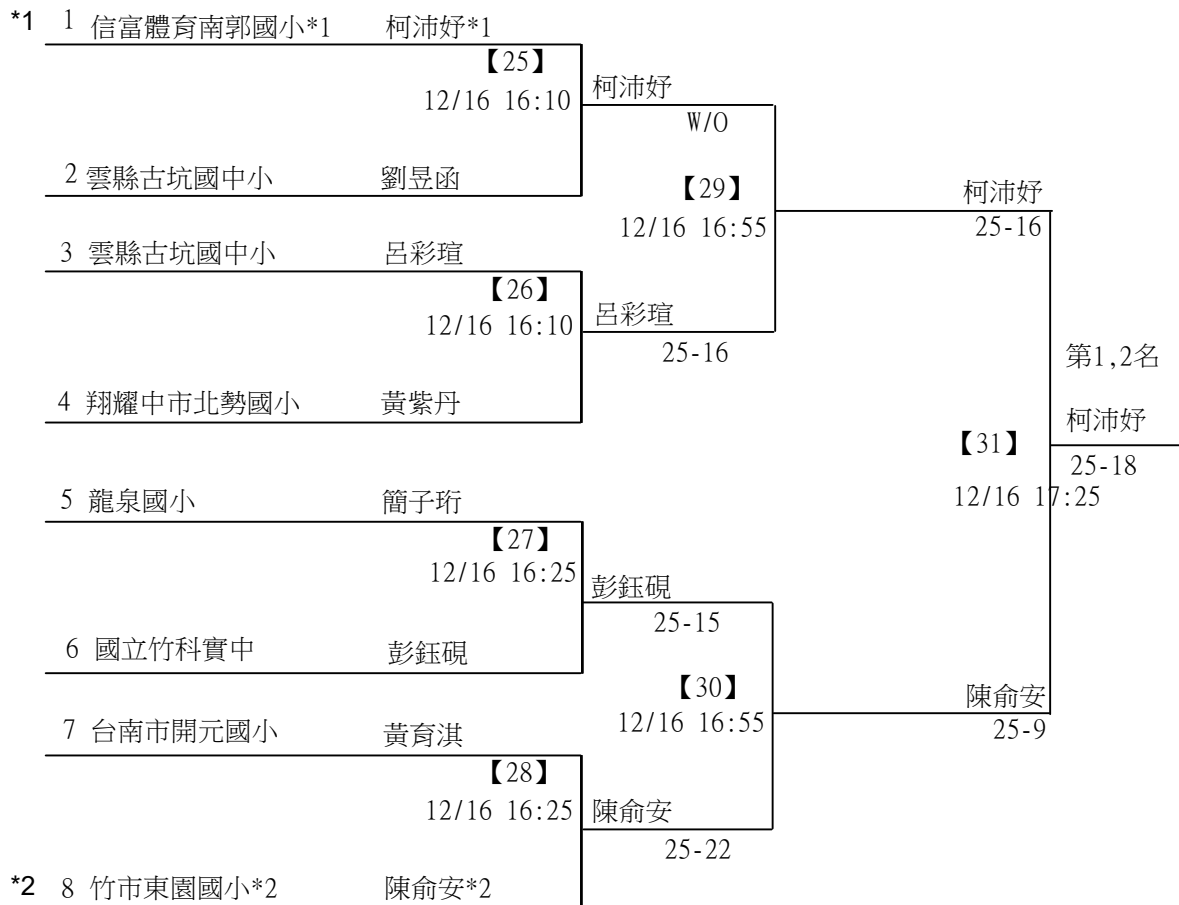 *1 1 信富體育南郭國小*1 柯沛妤*1
【25】
12/16 16:10
柯沛妤
W/O
2 雲縣古坑國中小 劉昱函
【29】
12/16 16:55
柯沛妤
25-16
3 雲縣古坑國中小 呂彩瑄
【26】
12/16 16:10
呂彩瑄
25-16
4 翔耀中市北勢國小 黃紫丹
第1,2名
柯沛妤
【31】
25-18
12/16 17:25
5 龍泉國小 簡子珩
【27】
12/16 16:25
彭鈺硯
25-15
6 國立竹科實中 彭鈺硯
【30】
12/16 16:55
陳俞安
25-9
7 台南市開元國小 黃育淇
【28】
12/16 16:25
陳俞安
25-22
*2 8 竹市東園國小*2 陳俞安*2